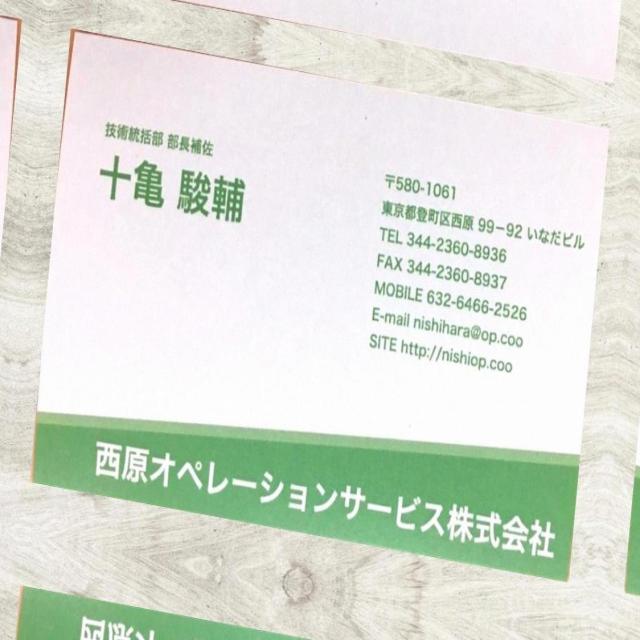 技術統括部 部長補佐
十亀 駿輔
〒580-1061
東京都登町区西原 99-92 いなだビル
TEL 344-2360-8936
FAX 344-2360-8937
MOBILE 632-6466-2526
E-mail nishihara@op.coo
SITE http://nishiop.coo
西原オペレーションサービス株式会社